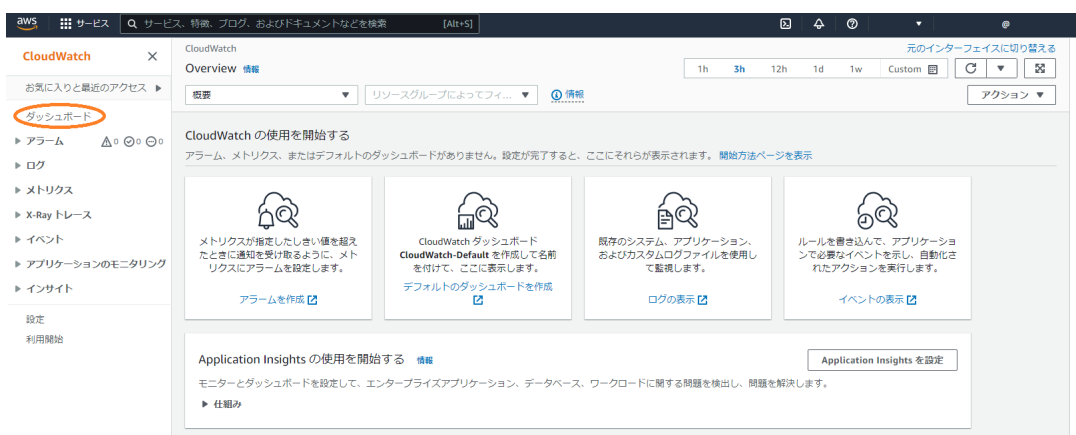 aws サービス サービス、特徴、ブログ、およびドキュメントなどを検索 [Alt+S] @
CloudWatch
お気に入りと最近のアクセス
ダッシュボード
アラーム 0 0 0
ログ
メトリクス
X-Ray トレース
イベント
アプリケーションのモニタリング
インサイト
設定
利用開始
CloudWatch
元のインターフェイスに切り替える
Overview 情報
1h 3h 12h 1d 1w Custom
概要 リソースグループによってフィ... 情報
アクション
CloudWatch の使用を開始する
アラーム、メトリクス、またはデフォルトのダッシュボードがありません。設定が完了すると、ここにそれらが表示されます。 開始方法ページを表示
メトリクスが指定したしきい値を超え
たときに通知を受け取るように、メト
リクスにアラームを設定します。
アラームを作成
CloudWatch ダッシュボード
CloudWatch-Default を作成して名前
を付けて、ここに表示します。
デフォルトのダッシュボードを作成
既存のシステム、アプリケーション、
およびカスタムログファイルを使用し
て監視します。
ログの表示
ルールを書き込んで、アプリケーショ
ンで必要なイベントを示し、自動化さ
れたアクションを実行します。
イベントの表示
Application Insights の使用を開始する 情報
Application Insights を設定
モニターとダッシュボードを設定して、エンタープライズアプリケーション、データベース、ワークロードに関する問題を検出し、問題を解決します。
仕組み